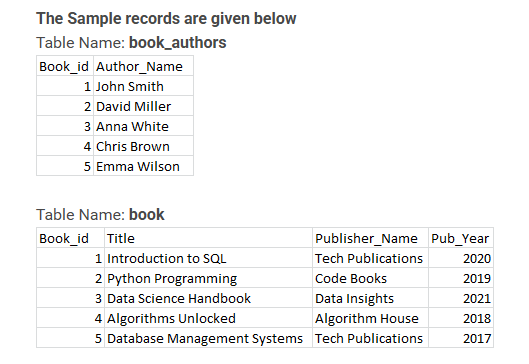 The Sample records are given below
Table Name: book_authors
Book_id Author_Name
1 John Smith
2 David Miller
3 Anna White
4 Chris Brown
5 Emma Wilson
Table Name: book
Book_id Title Publisher_Name Pub_Year
1 Introduction to SQL Tech Publications 2020
2 Python Programming Code Books 2019
3 Data Science Handbook Data Insights 2021
4 Algorithms Unlocked Algorithm House 2018
5 Database Management Systems Tech Publications 2017